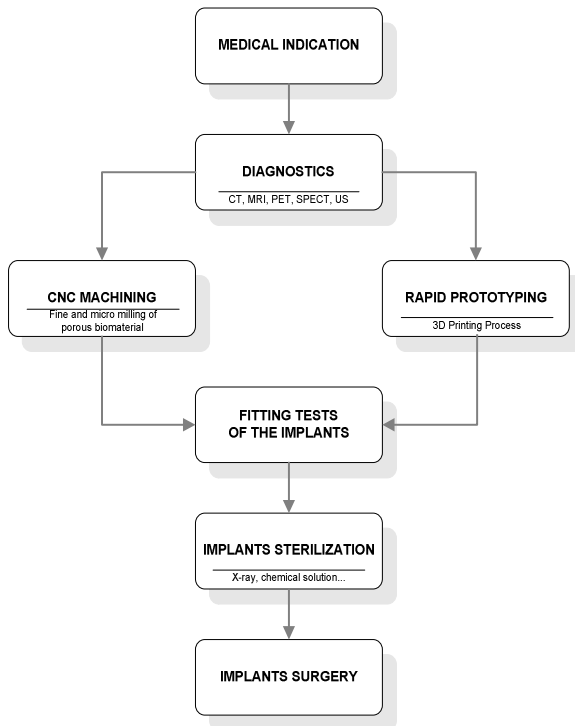 MEDICAL INDICATION
DIAGNOSTICS
CT, MRI, PET, SPECT, US
CNC MACHINING
Fine and micro milling of
porous biomaterial
RAPID PROTOTYPING
3D Printing Process
FITTING TESTS
OF THE IMPLANTS
IMPLANTS STERILIZATION
X-ray, chemical solution...
IMPLANTS SURGERY